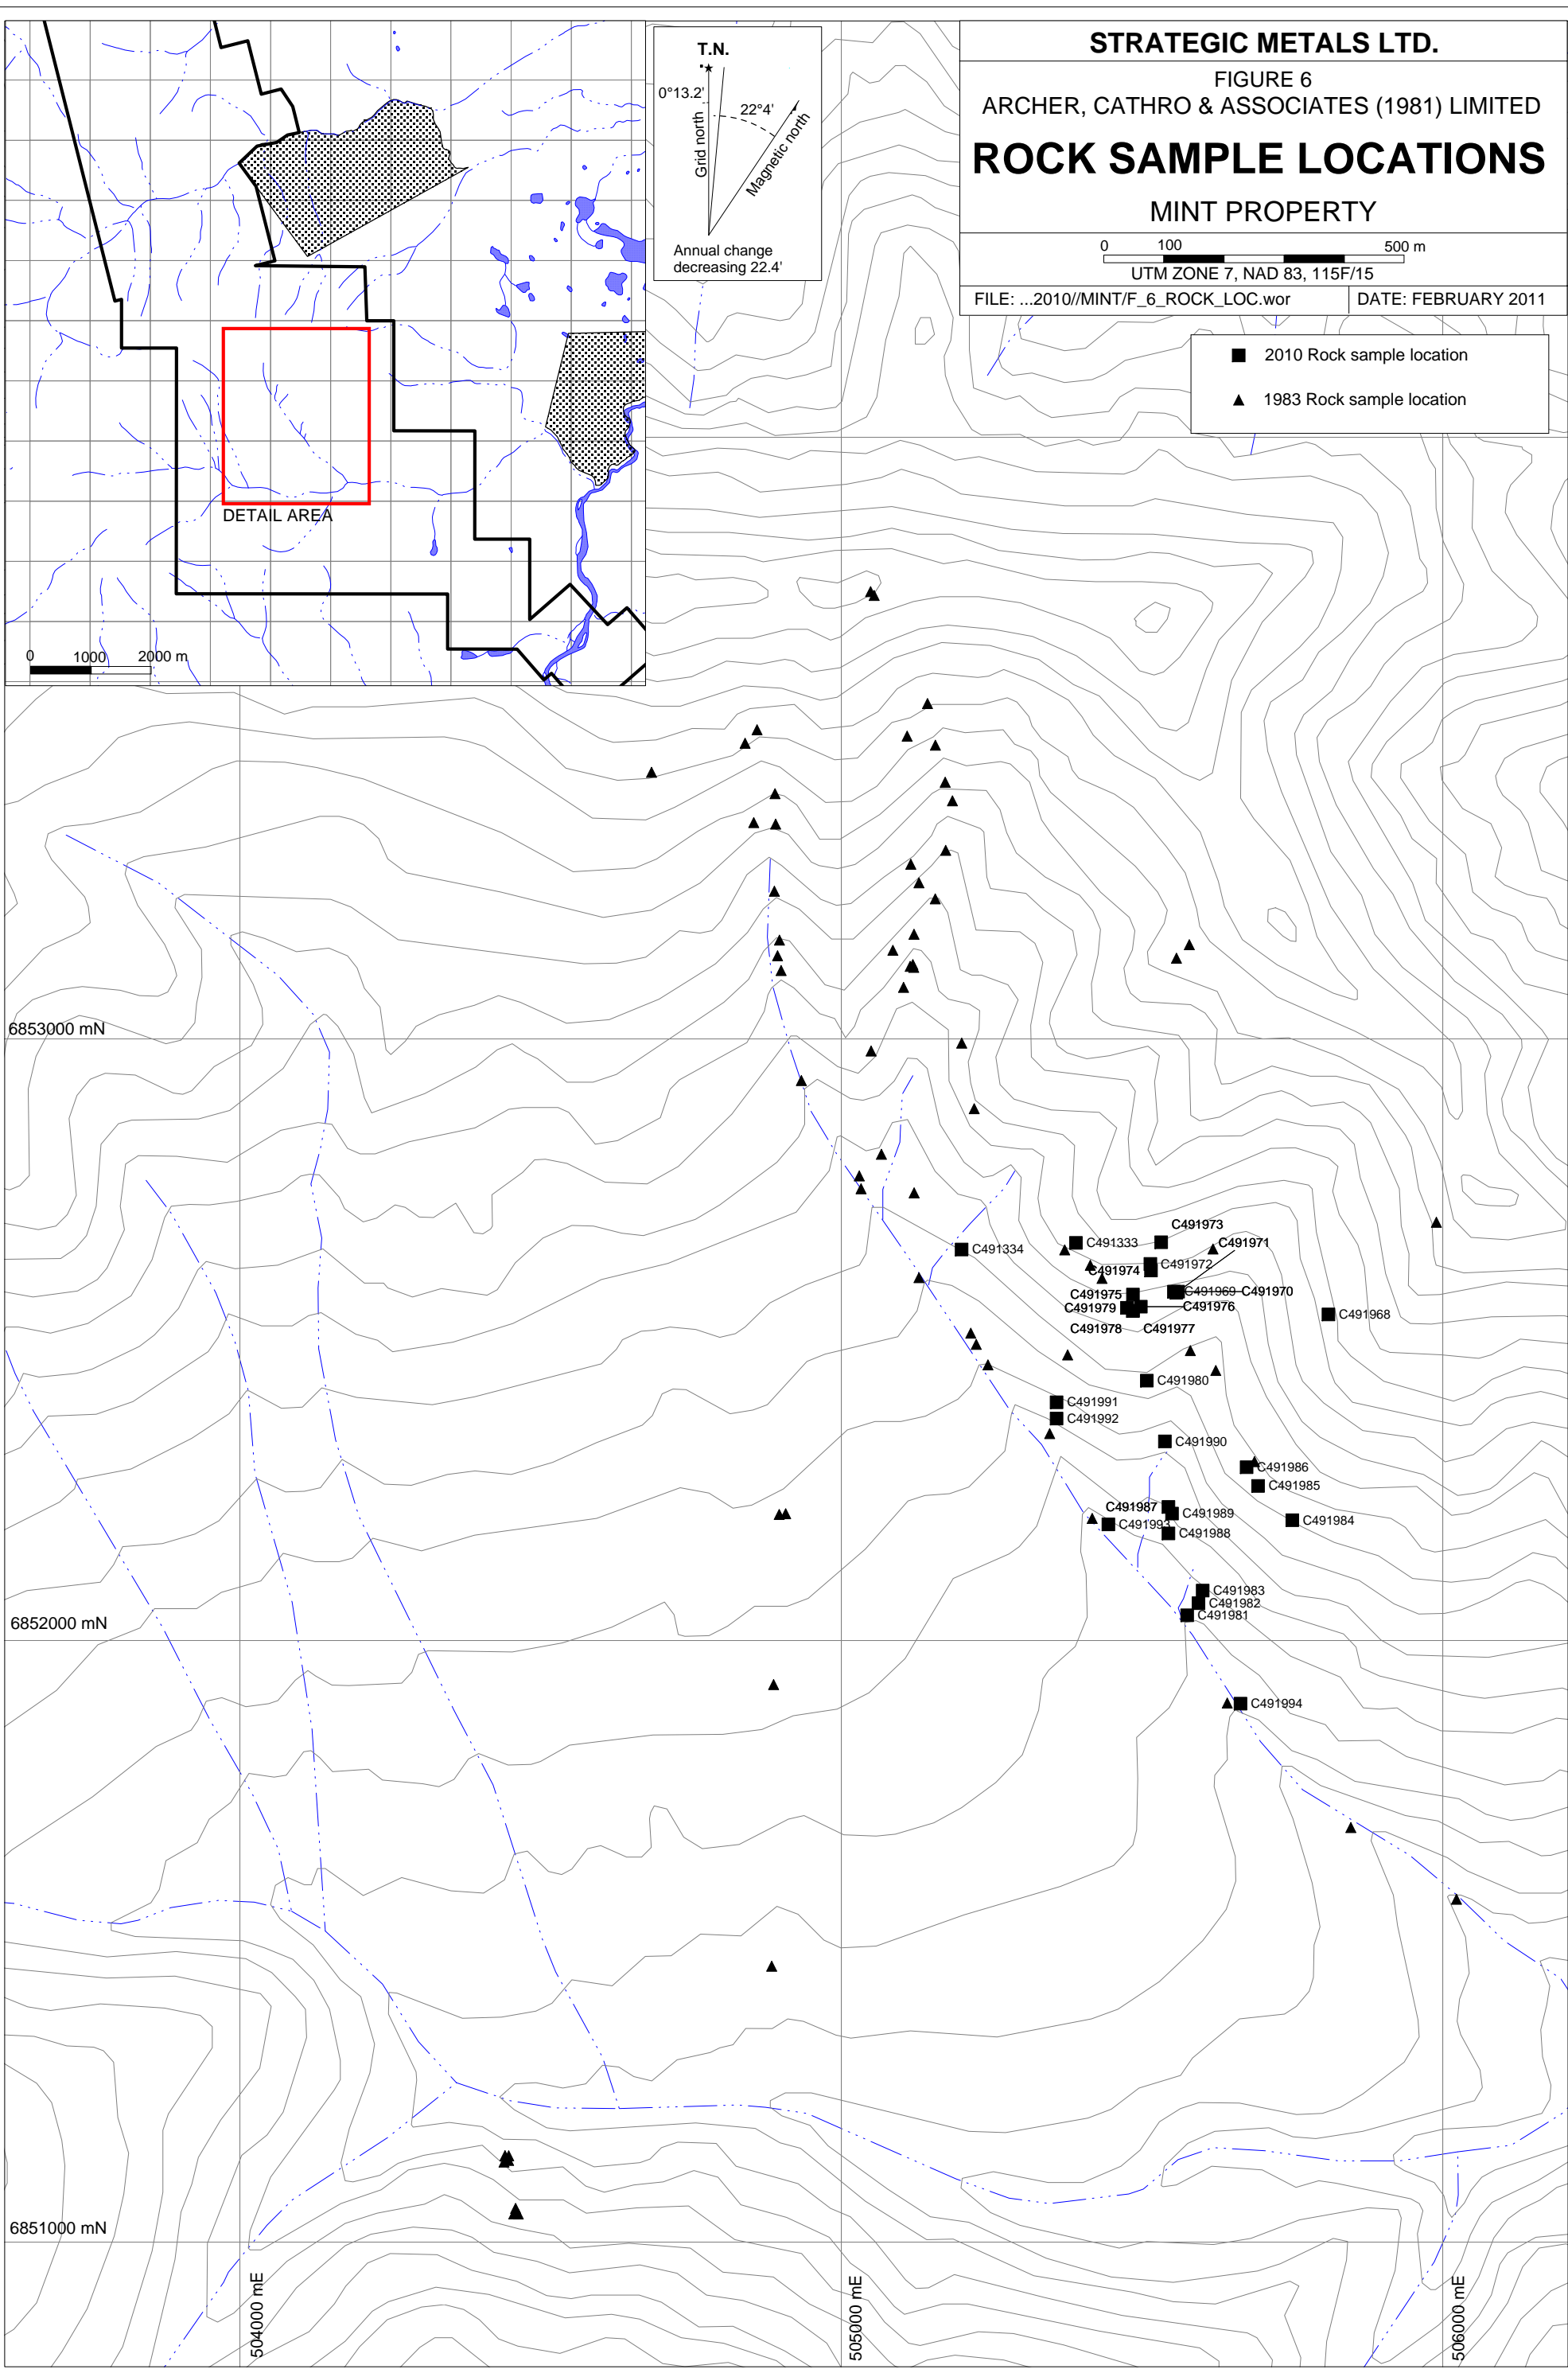 STRATEGIC METALS LTD.
FIGURE 6
ARCHER, CATHRO & ASSOCIATES (1981) LIMITED
ROCK SAMPLE LOCATIONS
MINT PROPERTY
0 100 500 m
UTM ZONE 7, NAD 83, 115F/15
FILE: ...2010//MINT/F_6_ROCK_LOC.wor
DATE: FEBRUARY 2011
2010 Rock sample location
1983 Rock sample location
T.N.
0°13.2'
22°4'
Grid north
Magnetic north
Annual change
decreasing 22.4'
DETAIL AREA
0 1000 2000 m
6853000 mN
C491973
C491333
C491971
C491334
C491972
C491974
C491975
C491969
C491970
C491979
C491976
C491968
C491978
C491977
C491980
C491991
C491992
C491990
C491986
C491985
C491987
C491989
C491984
C491993
C491988
C491983
C491982
C491981
6852000 mN
C491994
6851000 mN
504000 mE
505000 mE
506000 mE